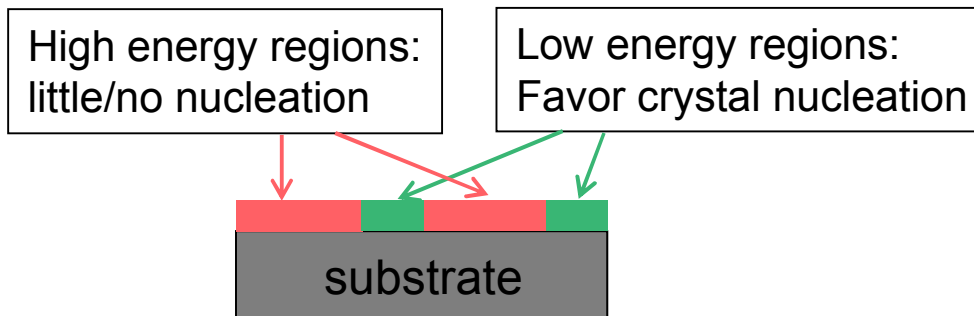 High energy regions:
little/no nucleation
Low energy regions:
Favor crystal nucleation
substrate